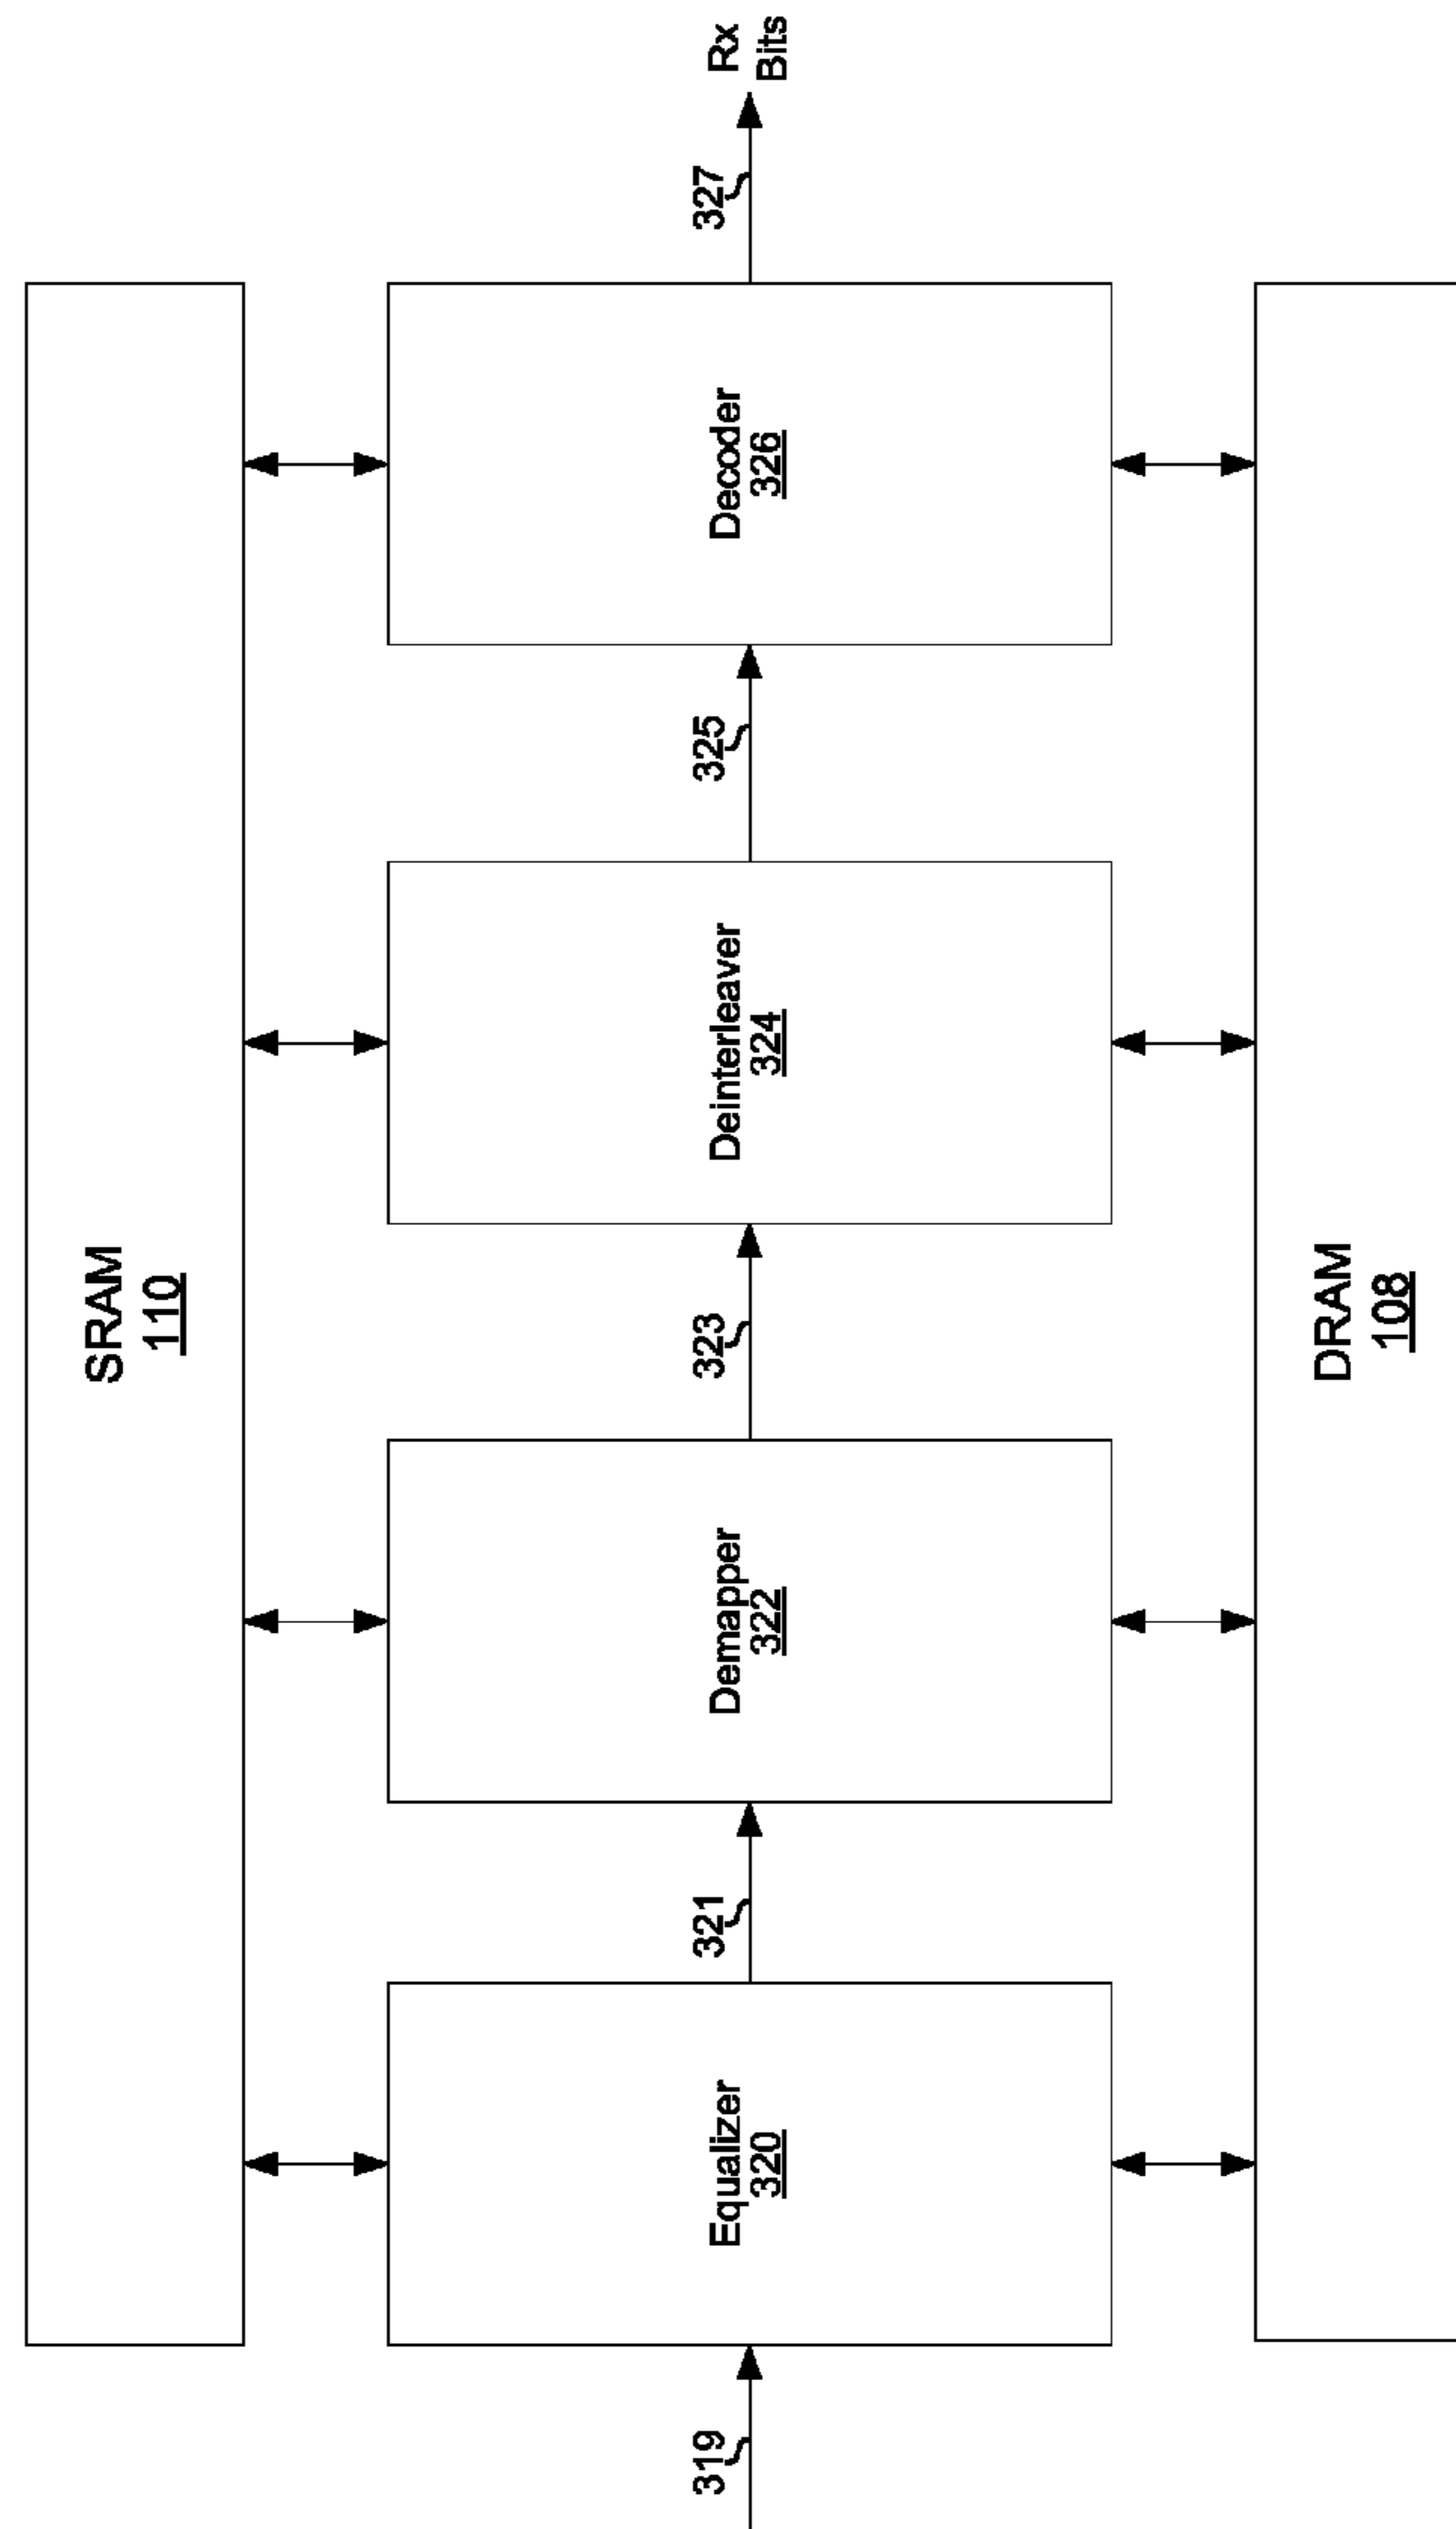 SRAM
110
319
Equalizer
320
321
Demapper
322
323
Deinterleaver
324
325
Decoder
326
327
Rx
Bits
DRAM
108